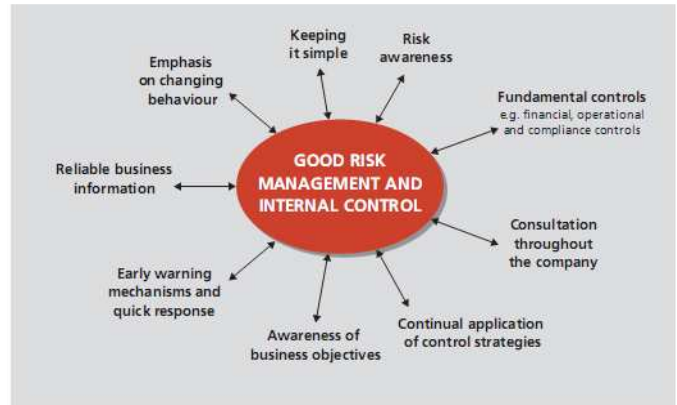 Keeping
it simple
Risk
awareness
Emphasis
on changing
behaviour
Fundamental controls
e.g. financial, operational
and compliance controls
GOOD RISK
MANAGEMENT AND
INTERNAL CONTROL
Reliable business
information
Consultation
throughout
the company
Early warning
mechanisms and
quick response
Awareness of
business objectives
Continual application
of control strategies